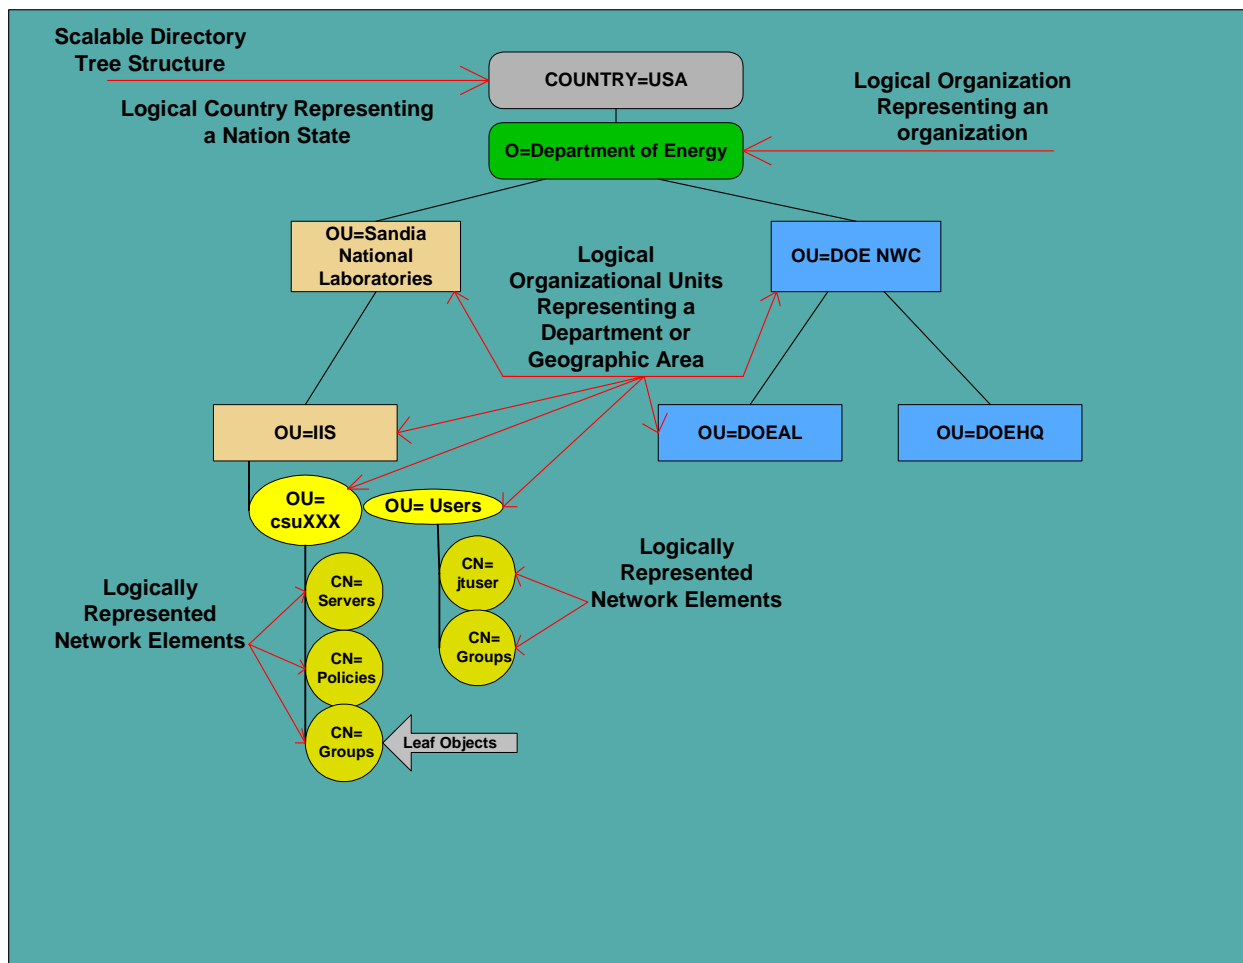 Scalable Directory
Tree Structure
COUNTRY=USA
Logical Country Representing
a Nation State
Logical Organization
Representing an
organization
O=Department of Energy
OU=Sandia
National
Laboratories
Logical
Organizational Units
Representing a
Department or
Geographic Area
OU=DOE NWC
OU=IIS
OU=DOEAL
OU=DOEHQ
OU=
csuXXX
OU= Users
Logically
Represented
Network Elements
CN=
Servers
CN=
Policies
CN=
Groups
Leaf Objects
CN=
jtuser
CN=
Groups
Logically
Represented
Network Elements